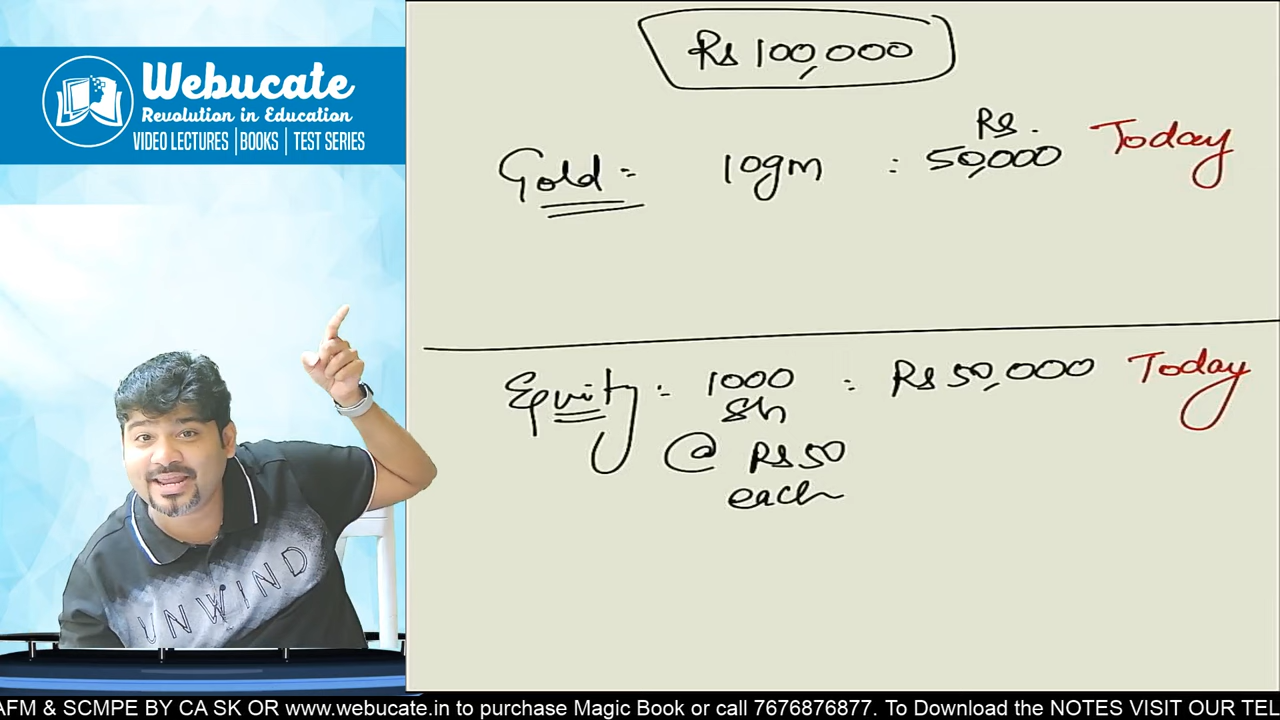 Webucate
Revolution in Education
VIDEO LECTURES | BOOKS | TEST SERIES
Rs 100,000
Rs.
Gold = 10gm : 50,000 Today
Equity = 1000 : Rs 50,000 Today
Sh
@ Rs 50
each
UNWIND
AFM & SCMPE BY CA SK OR www.webucate.in to purchase Magic Book or call 7676876877. To Download the NOTES VISIT OUR TEL